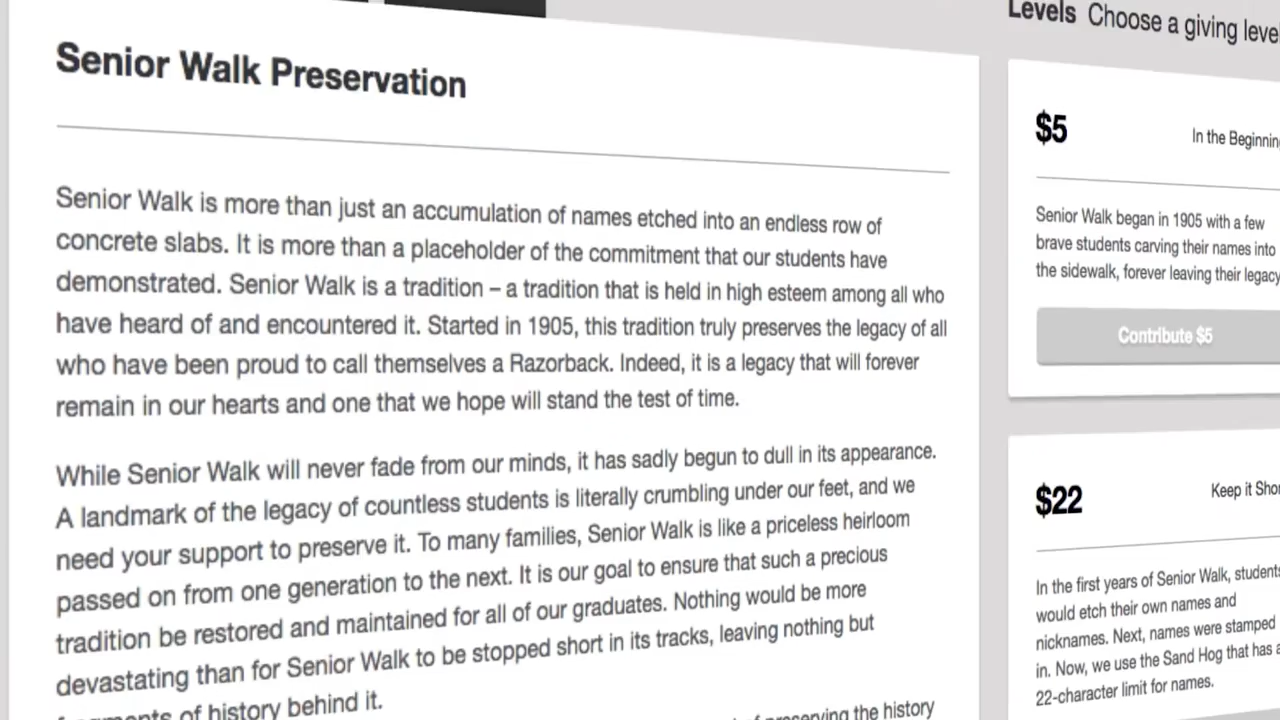 Senior Walk Preservation
Senior Walk is more than just an accumulation of names etched into an endless row of
concrete slabs. It is more than a placeholder of the commitment that our students have
demonstrated. Senior Walk is a tradition – a tradition that is held in high esteem among all who
have heard of and encountered it. Started in 1905, this tradition truly preserves the legacy of all
who have been proud to call themselves a Razorback. Indeed, it is a legacy that will forever
remain in our hearts and one that we hope will stand the test of time.
While Senior Walk will never fade from our minds, it has sadly begun to dull in its appearance.
A landmark of the legacy of countless students is literally crumbling under our feet, and we
need your support to preserve it. To many families, Senior Walk is like a priceless heirloom
passed on from one generation to the next. It is our goal to ensure that such a precious
tradition be restored and maintained for all of our graduates. Nothing would be more
devastating than for Senior Walk to be stopped short in its tracks, leaving nothing but
of history behind it.
of preserving the history
Levels Choose a giving
$5
In the
Senior Walk began in 1905 with a few
brave students carving their names into
the sidewalk, forever leaving their legacy
Contribute $5
$22
Keep it
In the first years of Senior Walk, students
would etch their own names and
nicknames. Next, names were stamped
in. Now, we use the Sand Hog that has a
22-character limit for names.